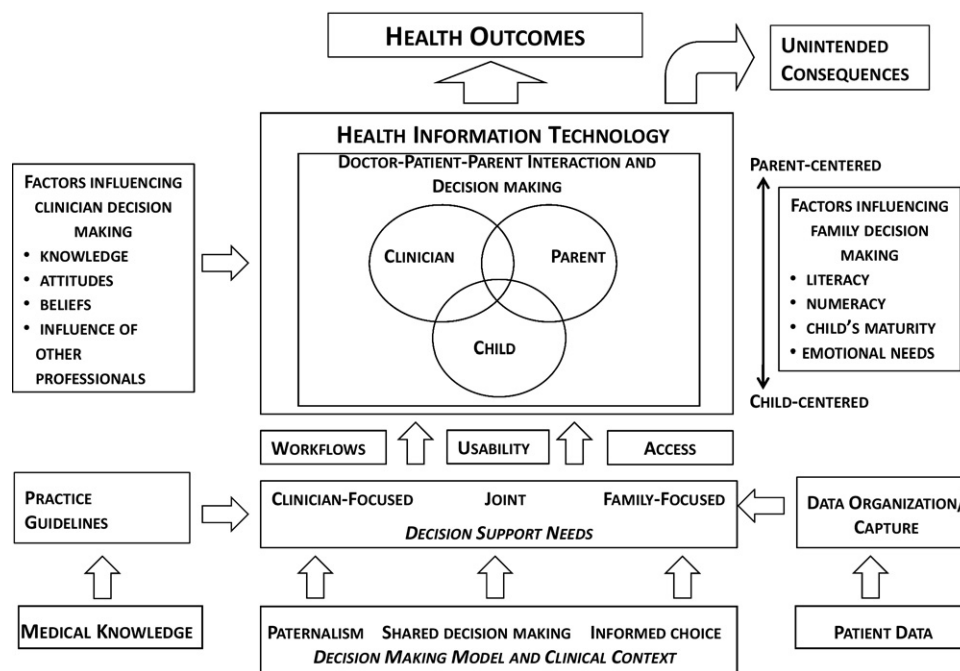 HEALTH OUTCOMES
UNINTENDED
CONSEQUENCES
HEALTH INFORMATION TECHNOLOGY
DOCTOR-PATIENT-PARENT INTERACTION AND
DECISION MAKING
CLINICIAN
PARENT
CHILD
FACTORS INFLUENCING
CLINICIAN DECISION
MAKING
• KNOWLEDGE
• ATTITUDES
• BELIEFS
• INFLUENCE OF
OTHER
PROFESSIONALS
PARENT-CENTERED
FACTORS INFLUENCING
FAMILY DECISION
MAKING
• LITERACY
• NUMERACY
• CHILD'S MATURITY
• EMOTIONAL NEEDS
CHILD-CENTERED
WORKFLOWS
USABILITY
ACCESS
PRACTICE
GUIDELINES
CLINICIAN-FOCUSED JOINT FAMILY-FOCUSED
DECISION SUPPORT NEEDS
DATA ORGANIZATION/
CAPTURE
MEDICAL KNOWLEDGE
PATERNALISM SHARED DECISION MAKING INFORMED CHOICE
DECISION MAKING MODEL AND CLINICAL CONTEXT
PATIENT DATA